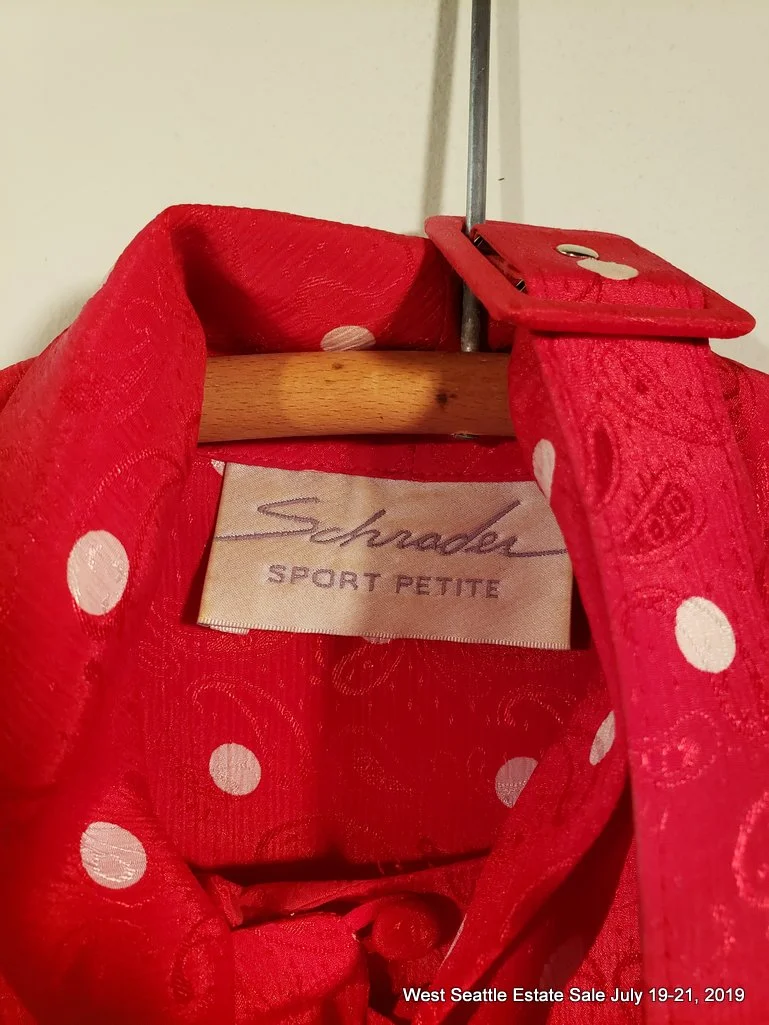 Schrader
SPORT PETITE
West Seattle Estate Sale July 19-21, 2019